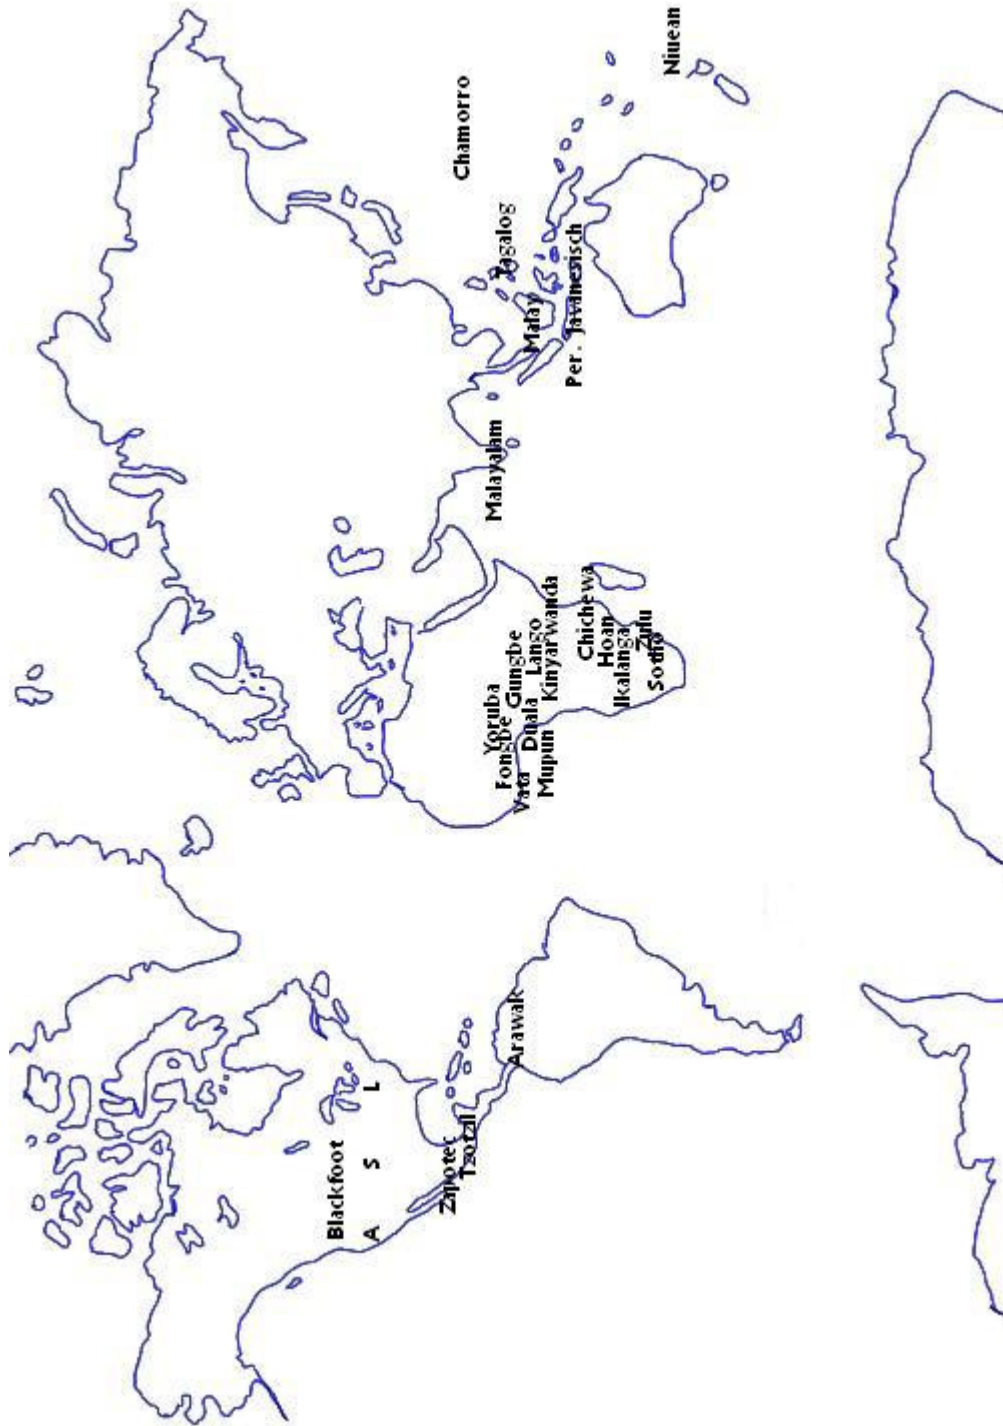 Blackfoot
A S L
Zapotec
Tzotzil
Arawak
Yoruba
Fongbe
Gungbe
Vata
Duala
Lango
Mupun
Kinyarwanda
Chichewa
Hoan
Ikalanga
Zulu
Sotho
Malayalam
Chamorro
Tagalog
Malay
Per. Javanesisch
Niuean